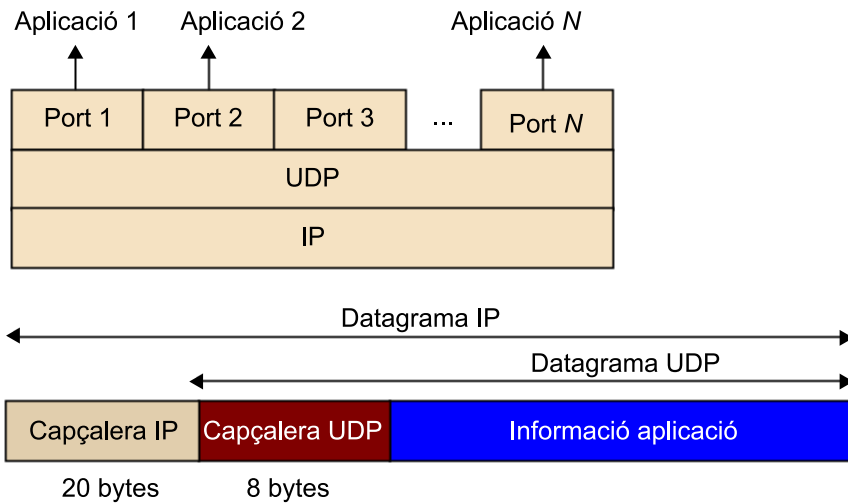 Aplicació 1 Aplicació 2 Aplicació N
Port 1 Port 2 Port 3 ... Port N
UDP
IP
Datagrama IP
Datagrama UDP
Capçalera IP Capçalera UDP Informació aplicació
20 bytes 8 bytes